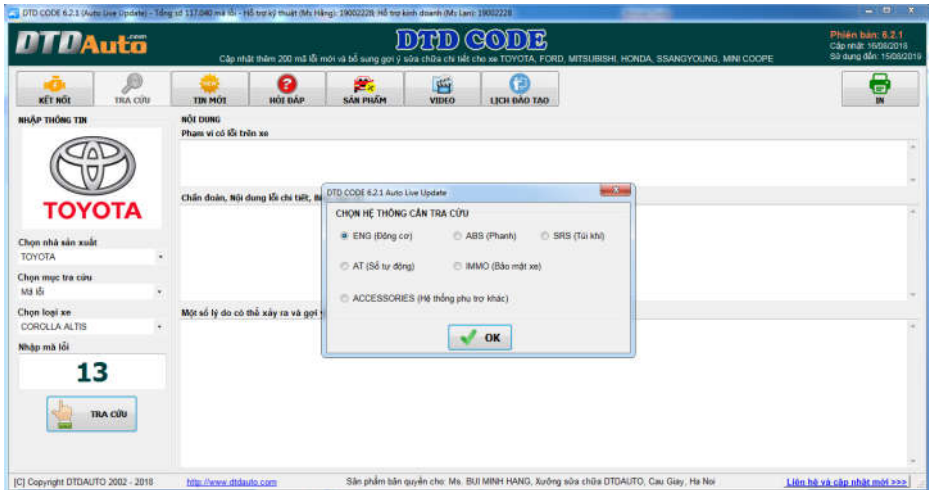 DTD CODE 6.2.1 (Auto Live Update) - Tổng số 117.040 mã lỗi - Hỗ trợ kỹ thuật (Ms Hằng): 19002228; Hỗ trợ kinh doanh (Ms Lan): 19002228
DTDAuto.com
DTD CODE
Cập nhật thêm 200 mã lỗi mới và bổ sung gợi ý sửa chữa chi tiết cho xe TOYOTA, FORD, MITSUBISHI, HONDA, SSANGYOUNG, MINI COOPE
Phiên bản: 6.2.1
Cập nhật: 16/08/2018
Sử dụng đến: 15/08/2019
KẾT NỐI
TRA CỨU
TIN MỚI
HỎI ĐÁP
SẢN PHẨM
VIDEO
LỊCH ĐÀO TẠO
IN
NHẬP THÔNG TIN
TOYOTA
Chọn nhà sản xuất
TOYOTA
Chọn mục tra cứu
Mã lỗi
Chọn loại xe
COROLLA ALTIS
Nhập mã lỗi
13
TRA CỨU
NỘI DUNG
Phạm vi có lỗi trên xe
Chẩn đoán, Nội dung lỗi chi tiết,
Một số lý do có thể xảy ra và gợi
DTD CODE 6.2.1 Auto Live Update
CHỌN HỆ THỐNG CẦN TRA CỨU
ENG (Động cơ)
ABS (Phanh)
SRS (Túi khí)
AT (Số tự động)
IMMO (Bảo mật xe)
ACCESSORIES (Hệ thống phụ trợ khác)
OK
[C] Copyright DTDAUTO 2002 - 2018
http://www.dtdauto.com
Sản phẩm bản quyền cho: Ms. BUI MINH HANG, Xưởng sửa chữa DTDAUTO, Cau Giay, Ha Noi
Liên hệ và cập nhật mới >>>